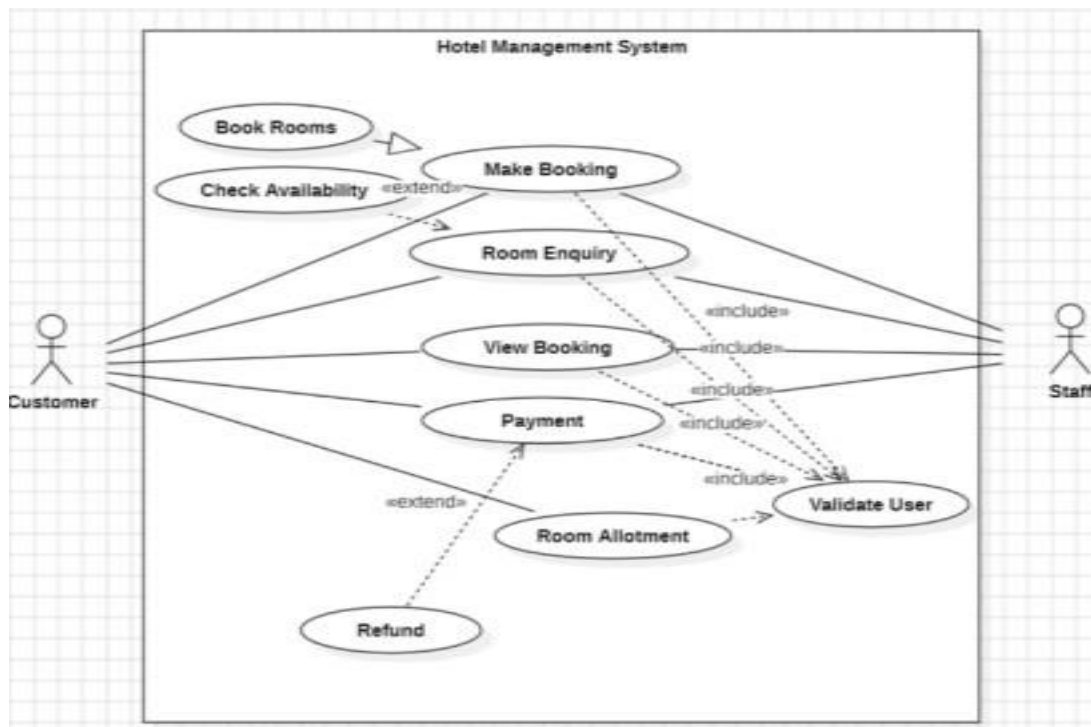 Hotel Management System
Book Rooms
Make Booking
Check Availability
«extend»
Room Enquiry
«include»
View Booking
«include»
Customer
Staff
«include»
Payment
«include»
«include»
«extend»
Validate User
Room Allotment
Refund